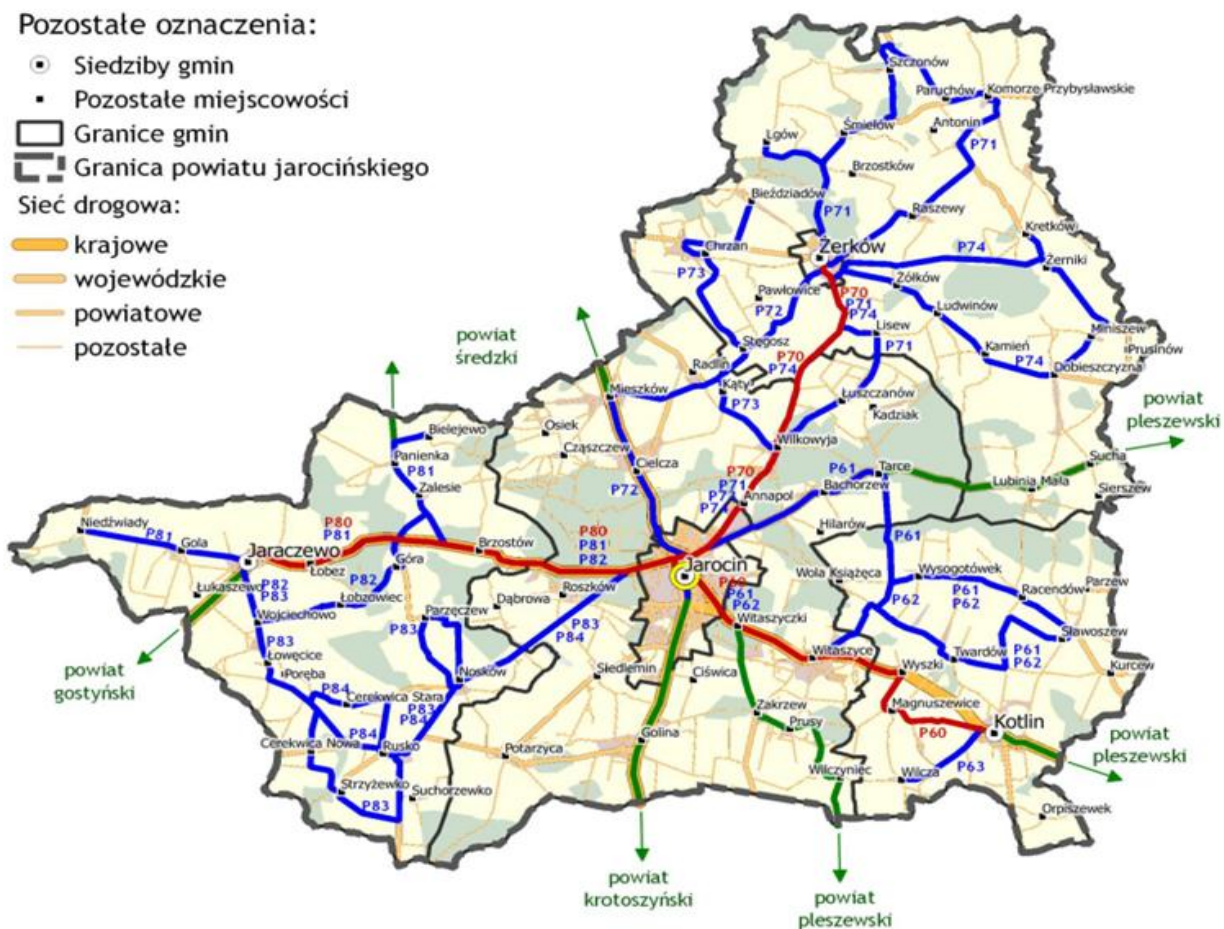 Pozostałe oznaczenia:
Siedziby gmin
Pozostałe miejscowości
Granice gmin
Granica powiatu jarocińskiego
Sieć drogowa:
krajowe
wojewódzkie
powiatowe
pozostałe
Szczonów
Paruchów
Komorze Przybysławskie
Śmiełów
Antonin
Lgów
P71
Brzostków
Bieździadów
P71
Raszewy
Kretków
Chrzan
Żerków
P74
Żerniki
P73
Żółków
Pawłowice
P70
P71
P74
P72
Ludwinów
Lisew
Miniszew
powiat
średzki
Stęgosz
P71
Kamień
P74
Prusinów
Radlin
P70
P74
Dobieszczyzna
Mieszków
Kąty
P73
Łuszczanów
Kadziak
powiat
pleszewski
Osiek
Bielejewo
Cząszczew
Wilkowyja
Panienka
P81
Cielcza
P70
P61
Tarce
Sucha
Zalesie
P72
P71
P73
P74
Annapol
Bachorzew
Lubinia Mała
Sierszew
Niedźwiady
P81
P80
P81
P80
P81
P82
Hilarów
P61
Gola
Jaraczewo
Brzostów
Łobez
Góra
Jarocin
Łukaszewo
P82
P83
P82
Roszków
P60
P61
P62
Wola Książęca
Wysogotówek
Parzew
Łobzowiec
Dąbrowa
P61
P62
Racendów
Wojciechowo
Parzęczew
P83
P84
P62
Witaszyczki
P83
P83
P61
P62
Sławoszew
Łowęcice
Twardów
powiat
gostyński
Poręba
Nosków
Siedlemin
Ciświca
Witaszyce
Wyszki
Kurcew
P84
Cerekwica Stara
P83
P84
Magnuszewice
Zakrzew
Kotlin
P84
Prusy
P60
Cerekwica Nowa
Rusko
Potarzyca
Golina
powiat
pleszewski
Strzyżewko
P83
Suchorzewko
Wilczyniec
Wilcza
P63
Orpiszewek
powiat
krotoszyński
powiat
pleszewski